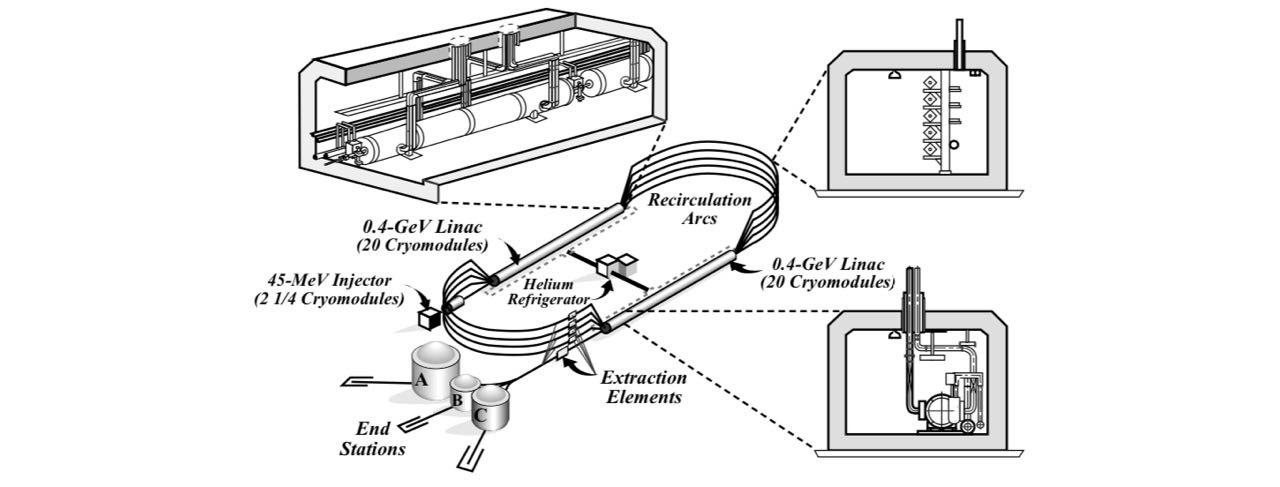 Recirculation
Arcs
0.4-GeV Linac
(20 Cryomodules)
0.4-GeV Linac
(20 Cryomodules)
45-MeV Injector
(2 1/4 Cryomodules)
Helium
Refrigerator
Extraction
Elements
A
B
C
End
Stations